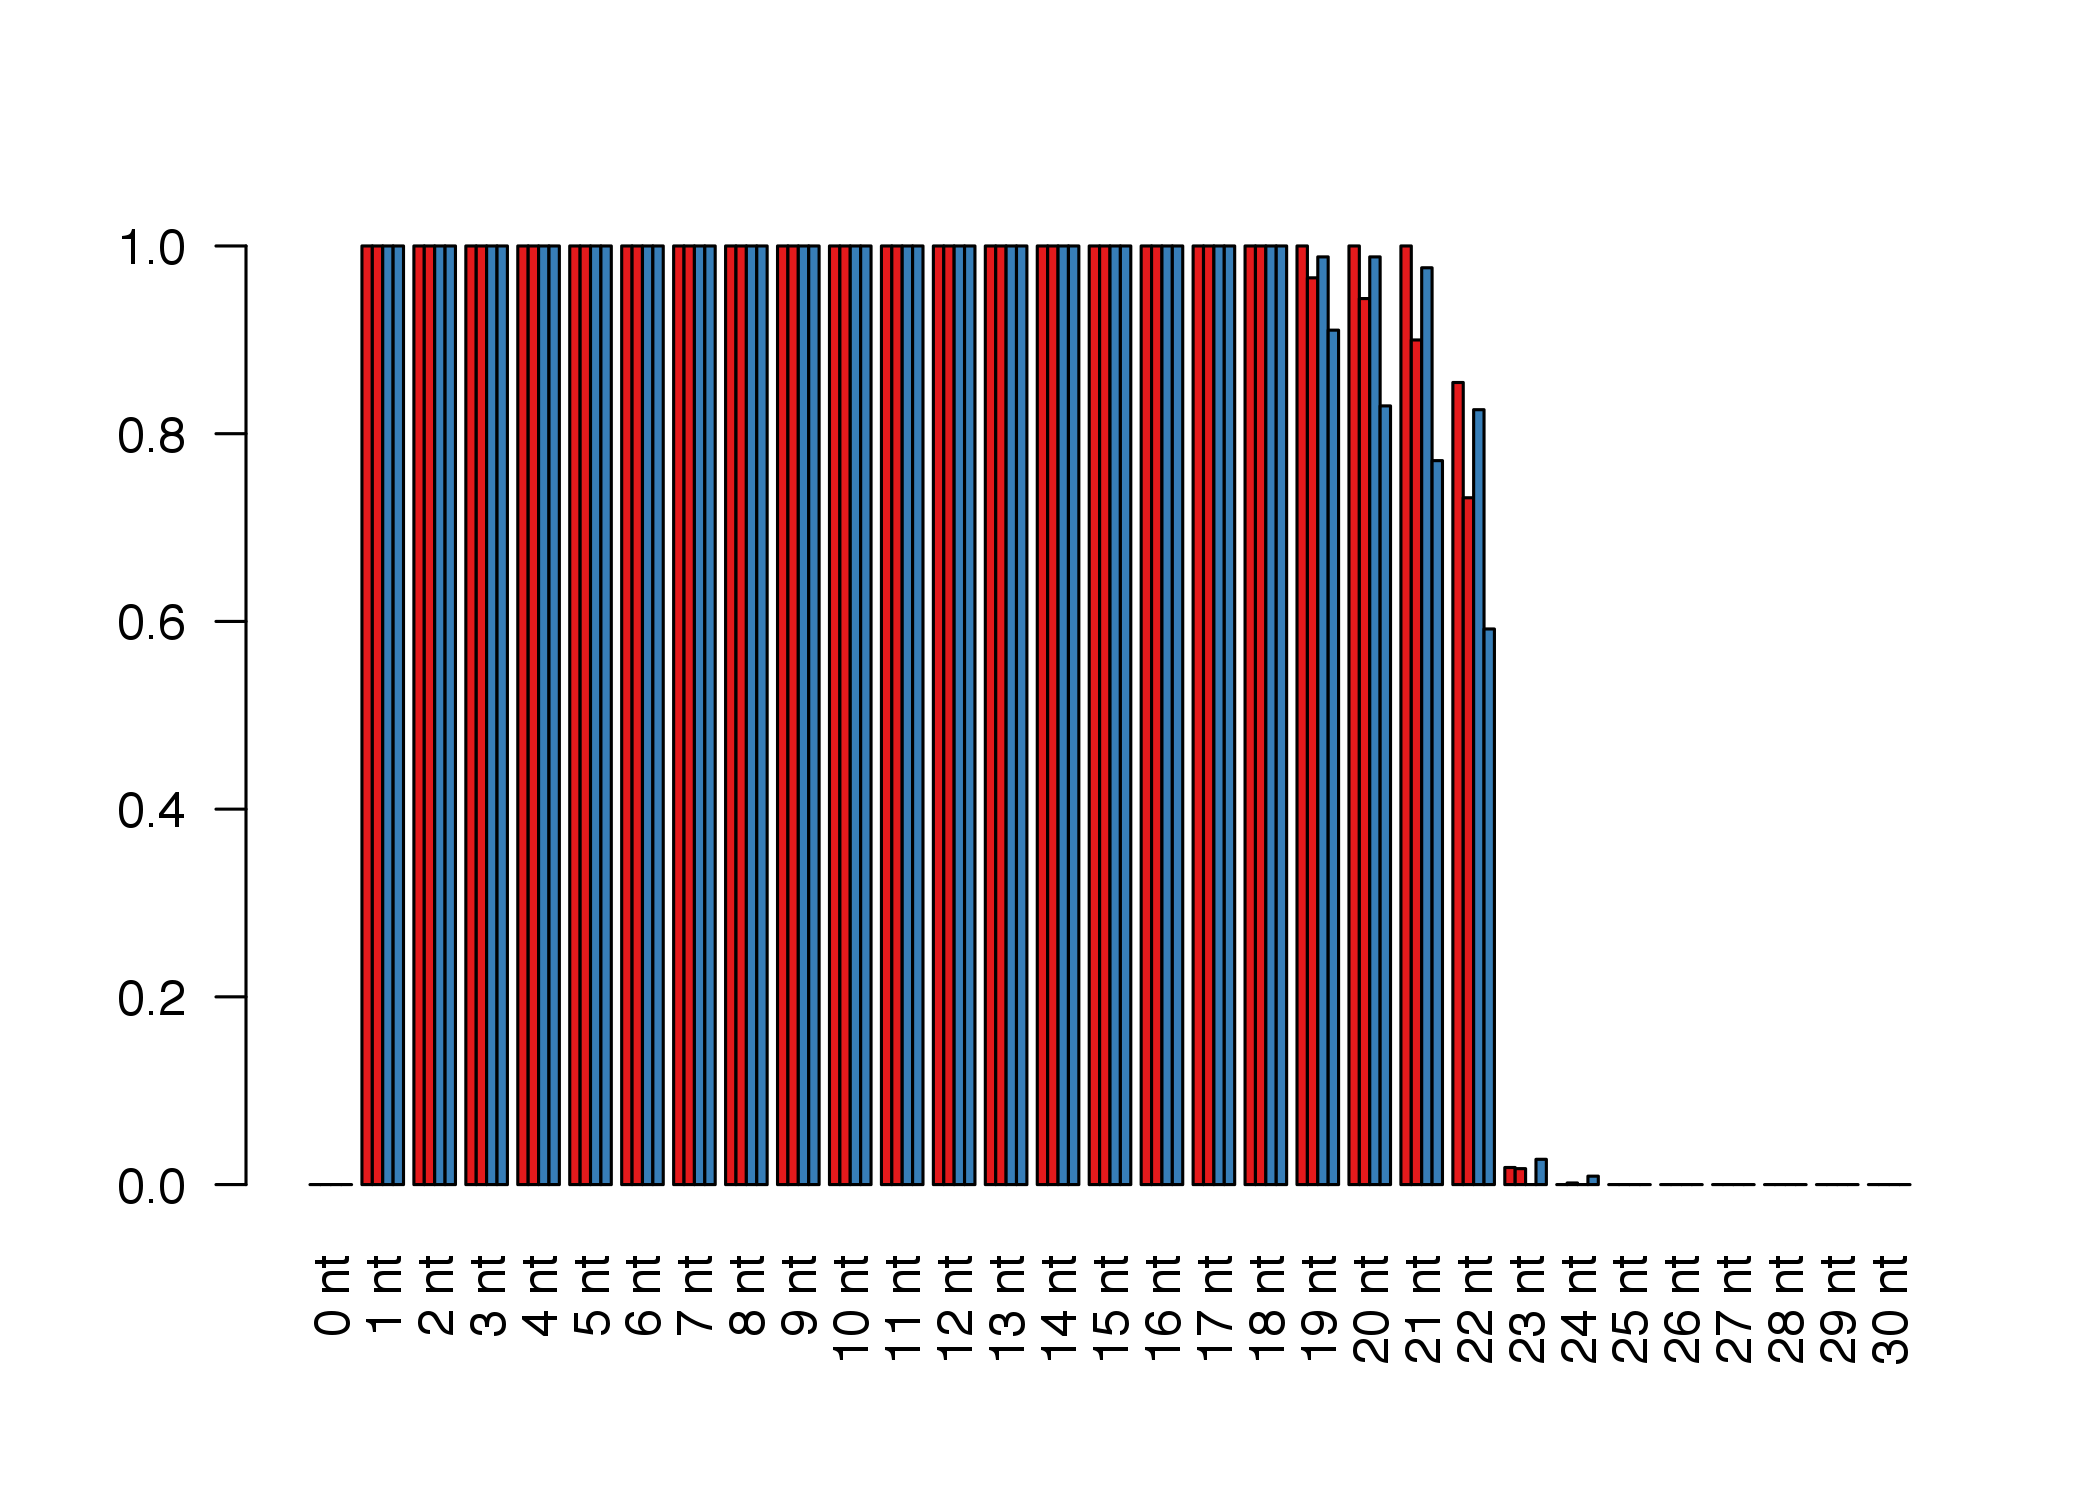 1.0
0.8
0.6
0.4
0.2
0.0
0 nt
1 nt
2 nt
3 nt
4 nt
5 nt
6 nt
7 nt
8 nt
9 nt
10 nt
11 nt
12 nt
13 nt
14 nt
15 nt
16 nt
17 nt
18 nt
19 nt
20 nt
21 nt
22 nt
23 nt
24 nt
25 nt
26 nt
27 nt
28 nt
29 nt
30 nt